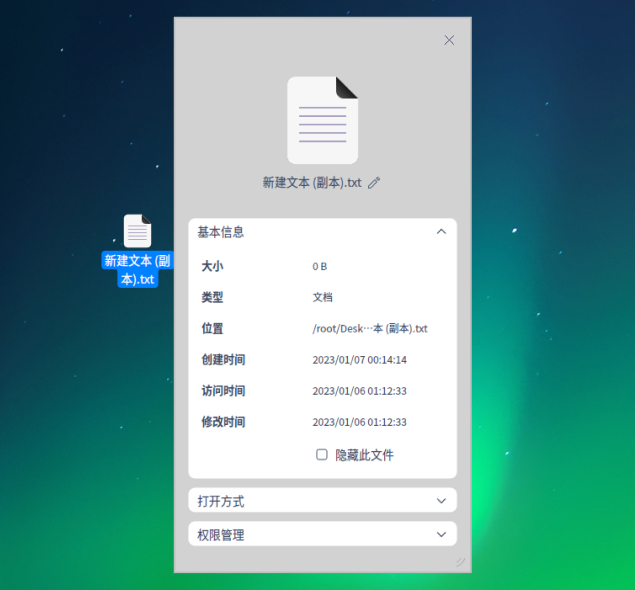 新建文本 (副本).txt
新建文本 (副
本).txt
基本信息
大小 0 B
类型 文档
位置 /root/Desk···本 (副本).txt
创建时间 2023/01/07 00:14:14
访问时间 2023/01/06 01:12:33
修改时间 2023/01/06 01:12:33
隐藏此文件
打开方式
权限管理